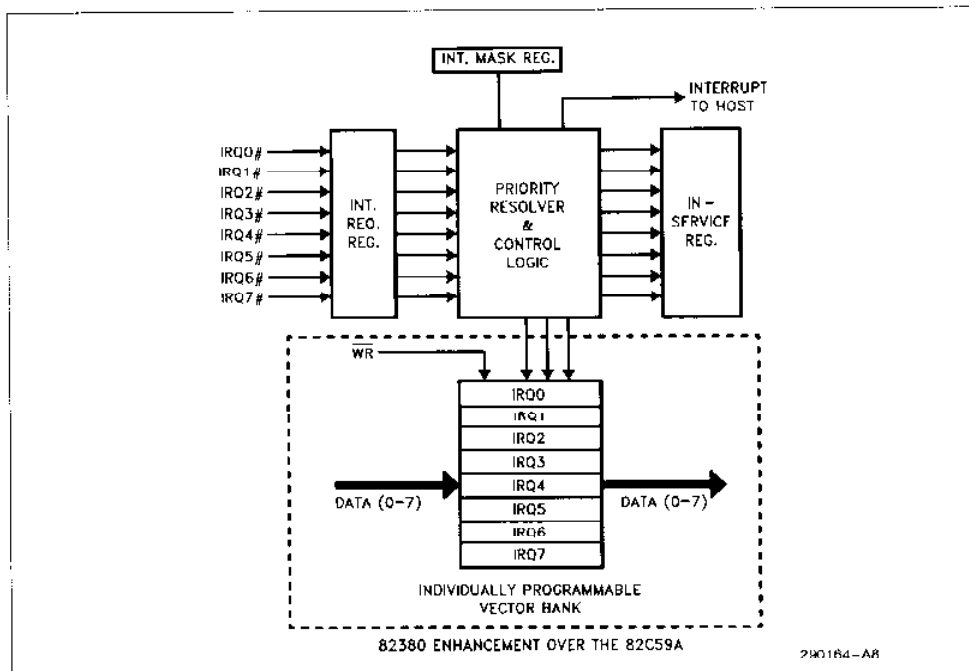 INT. MASK REG.
INTERRUPT
TO HOST
IRQ0#
IRQ1#
IRQ2#
IRQ3#
IRQ4#
IRQ5#
IRQ6#
IRQ7#
INT.
REQ.
REG.
PRIORITY
RESOLVER
&
CONTROL
LOGIC
IN-
SERVICE
REG.
WR
IRQ0
IRQ1
IRQ2
IRQ3
IRQ4
IRQ5
IRQ6
IRQ7
DATA (0-7)
DATA (0-7)
INDIVIDUALLY PROGRAMMABLE
VECTOR BANK
82380 ENHANCEMENT OVER THE 82C59A
290164-A8